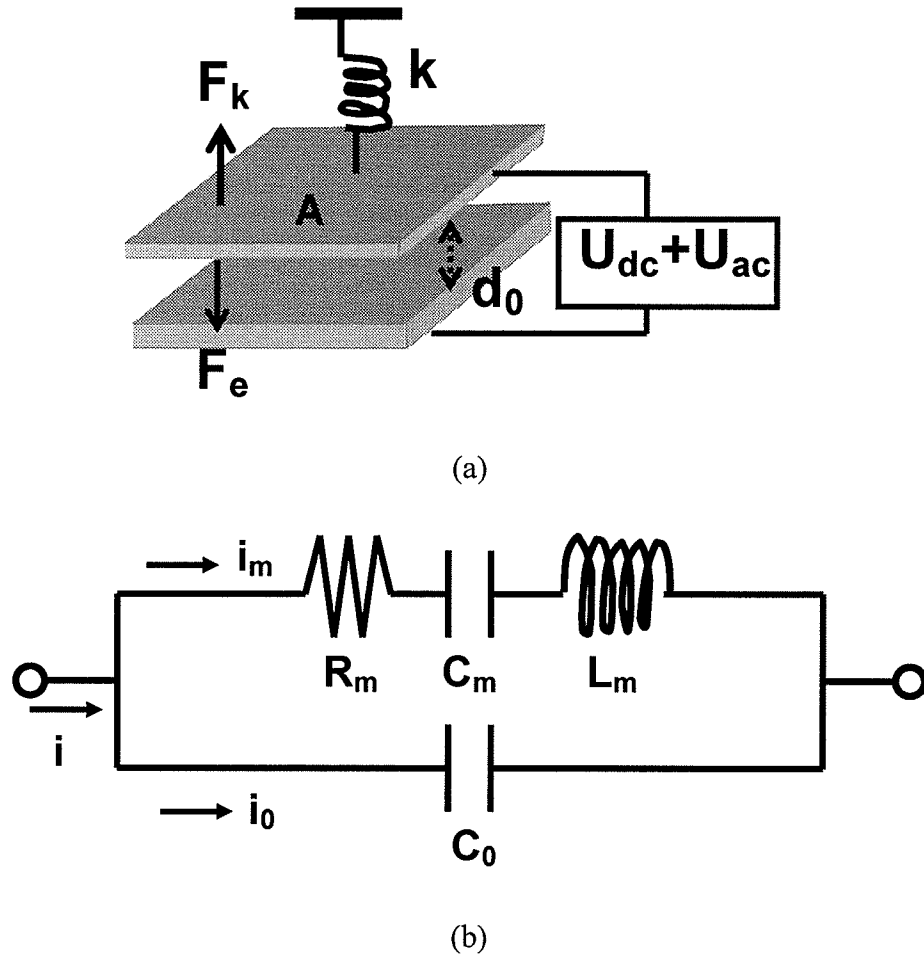 k
F_k
A
U_dc+U_ac
d_0
F_e
(a)
i_m
R_m
C_m
L_m
i
i_0
C_0
(b)